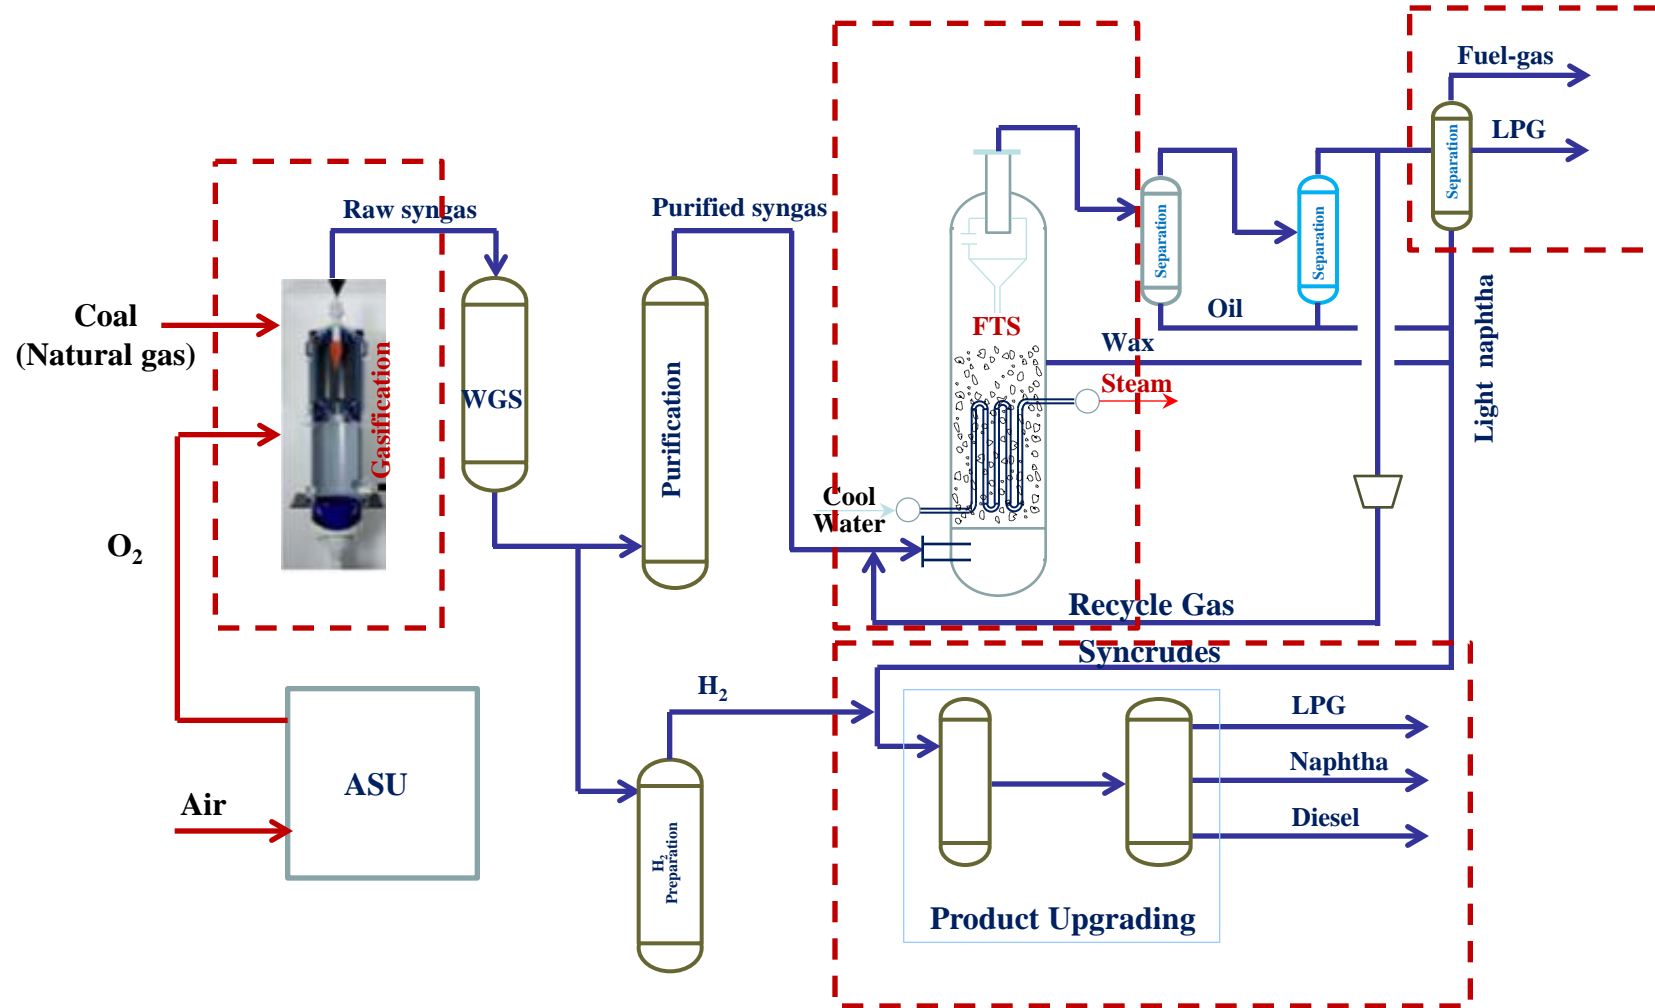 Fuel-gas
LPG
Separation
Raw syngas
Purified syngas
Separation
Separation
Coal
(Natural gas)
Gasification
WGS
Purification
FTS
Oil
Wax
Steam
Light naphtha
Cool
Water
O2
Recycle Gas
Syncrudes
H2
ASU
Air
H2
Preparation
LPG
Naphtha
Diesel
Product Upgrading